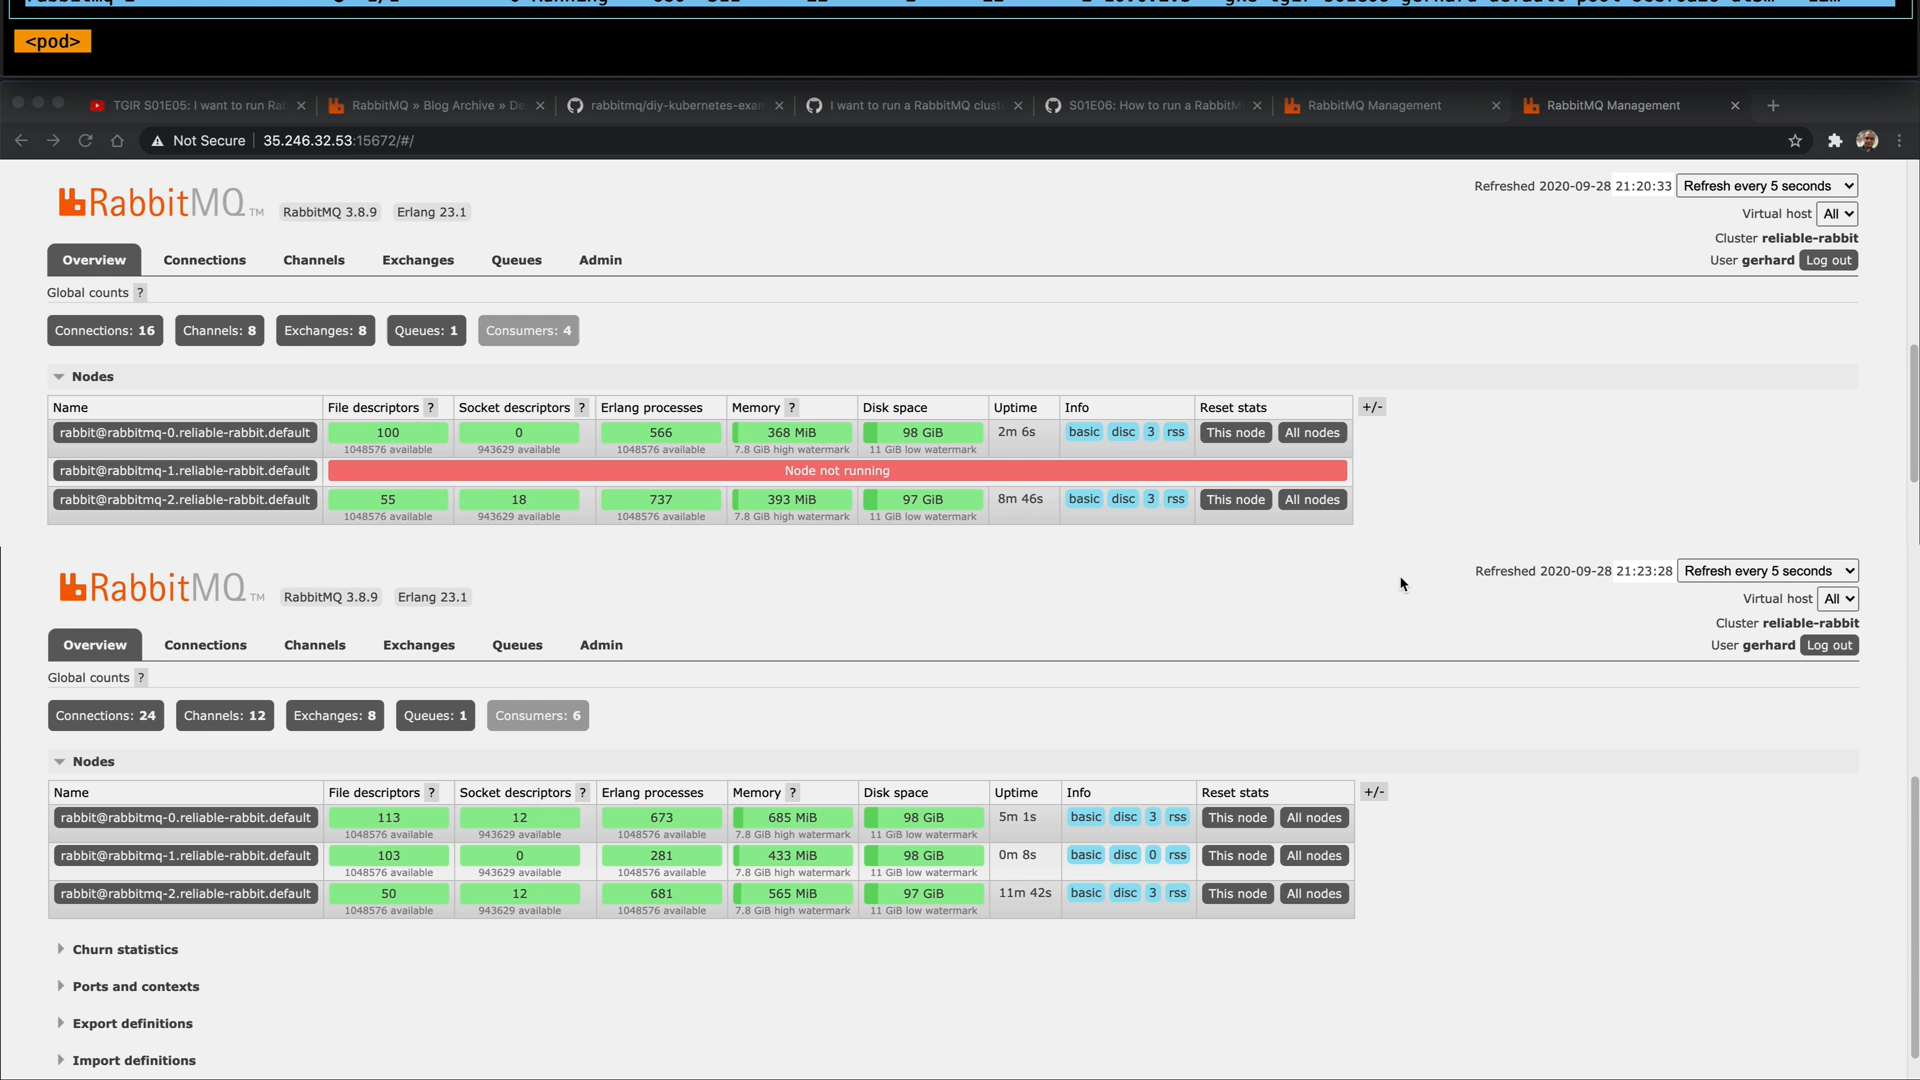 <pod>
TGIR S01E05: I want to run Ra
RabbitMQ » Blog Archive » De
rabbitmq/diy-kubernetes-exan
I want to run a RabbitMQ clust
S01E06: How to run a RabbitM
RabbitMQ Management
RabbitMQ Management
Not Secure 35.246.32.53:15672/#/
RabbitMQ TM RabbitMQ 3.8.9 Erlang 23.1
Refreshed 2020-09-28 21:20:33 Refresh every 5 seconds
Virtual host All
Cluster reliable-rabbit
User gerhard Log out
Overview Connections Channels Exchanges Queues Admin
Global counts ?
Connections: 16 Channels: 8 Exchanges: 8 Queues: 1 Consumers: 4
Nodes
Name File descriptors ? Socket descriptors ? Erlang processes Memory ? Disk space Uptime Info Reset stats +/-
rabbit@rabbitmq-0.reliable-rabbit.default 100 0 566 368 MiB 98 GiB 2m 6s basic disc 3 rss This node All nodes
1048576 available 943629 available 1048576 available 7.8 GiB high watermark 11 GiB low watermark
rabbit@rabbitmq-1.reliable-rabbit.default Node not running
rabbit@rabbitmq-2.reliable-rabbit.default 55 18 737 393 MiB 97 GiB 8m 46s basic disc 3 rss This node All nodes
1048576 available 943629 available 1048576 available 7.8 GiB high watermark 11 GiB low watermark
RabbitMQ TM RabbitMQ 3.8.9 Erlang 23.1
Refreshed 2020-09-28 21:23:28 Refresh every 5 seconds
Virtual host All
Cluster reliable-rabbit
User gerhard Log out
Overview Connections Channels Exchanges Queues Admin
Global counts ?
Connections: 24 Channels: 12 Exchanges: 8 Queues: 1 Consumers: 6
Nodes
Name File descriptors ? Socket descriptors ? Erlang processes Memory ? Disk space Uptime Info Reset stats +/-
rabbit@rabbitmq-0.reliable-rabbit.default 113 12 673 685 MiB 98 GiB 5m 1s basic disc 3 rss This node All nodes
1048576 available 943629 available 1048576 available 7.8 GiB high watermark 11 GiB low watermark
rabbit@rabbitmq-1.reliable-rabbit.default 103 0 281 433 MiB 98 GiB 0m 8s basic disc 0 rss This node All nodes
1048576 available 943629 available 1048576 available 7.8 GiB high watermark 11 GiB low watermark
rabbit@rabbitmq-2.reliable-rabbit.default 50 12 681 565 MiB 97 GiB 11m 42s basic disc 3 rss This node All nodes
1048576 available 943629 available 1048576 available 7.8 GiB high watermark 11 GiB low watermark
Churn statistics
Ports and contexts
Export definitions
Import definitions